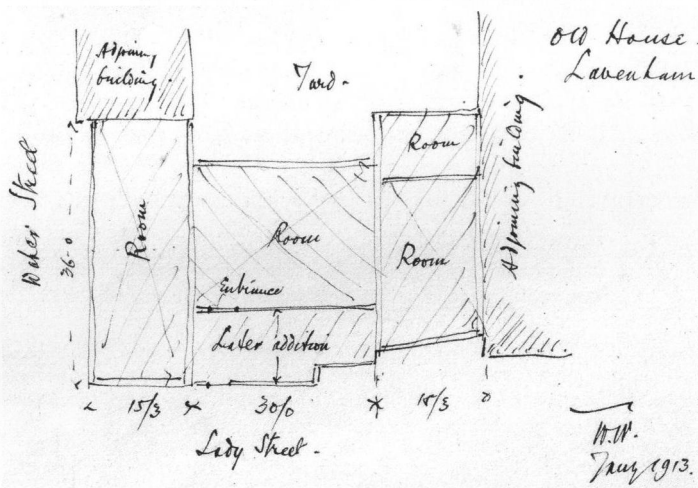 Old House.
Lavenham
Adjoining
building.
Yard.
Room
Adjoining building.
Water Street
36-0
Room
Room
Room
Entrance
Later addition
15/3
30/0
15/3
Lady Street.
W.W.
Jany 1913.